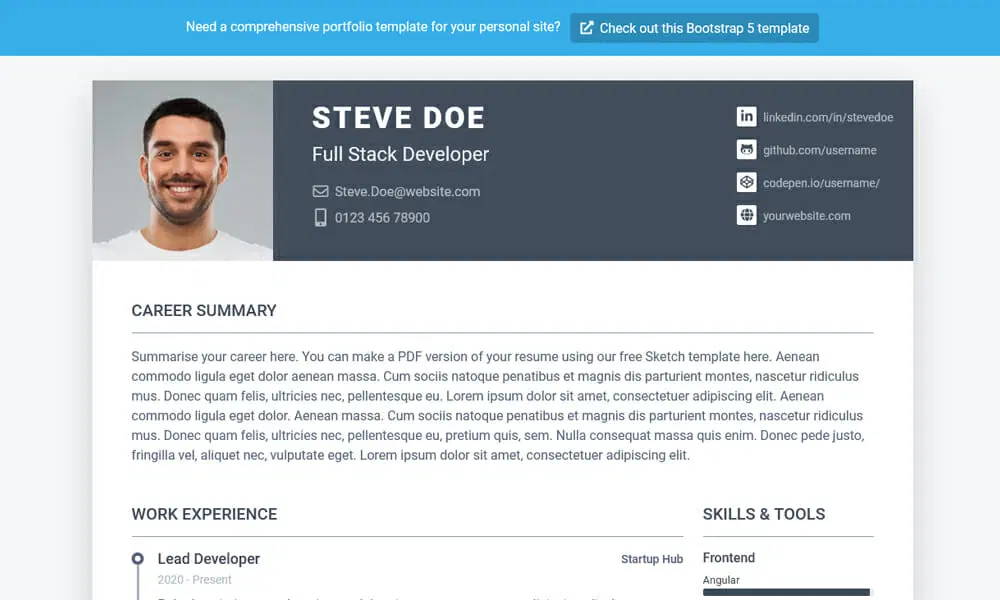 Need a comprehensive portfolio template for your personal site? Check out this Bootstrap 5 template
STEVE DOE
Full Stack Developer
Steve.Doe@website.com
0123 456 78900
linkedin.com/in/stevedoe
github.com/username
codepen.io/username/
yourwebsite.com
CAREER SUMMARY
Summarise your career here. You can make a PDF version of your resume using our free Sketch template here. Aenean
commodo ligula eget dolor aenean massa. Cum sociis natoque penatibus et magnis dis parturient montes, nascetur ridiculus
mus. Donec quam felis, ultricies nec, pellentesque eu. Lorem ipsum dolor sit amet, consectetuer adipiscing elit. Aenean
commodo ligula eget dolor. Aenean massa. Cum sociis natoque penatibus et magnis dis parturient montes, nascetur ridiculus
mus. Donec quam felis, ultricies nec, pellentesque eu, pretium quis, sem. Nulla consequat massa quis enim. Donec pede justo,
fringilla vel, aliquet nec, vulputate eget. Lorem ipsum dolor sit amet, consectetuer adipiscing elit.
WORK EXPERIENCE
Lead Developer
Startup Hub
2020 - Present
SKILLS & TOOLS
Frontend
Angular